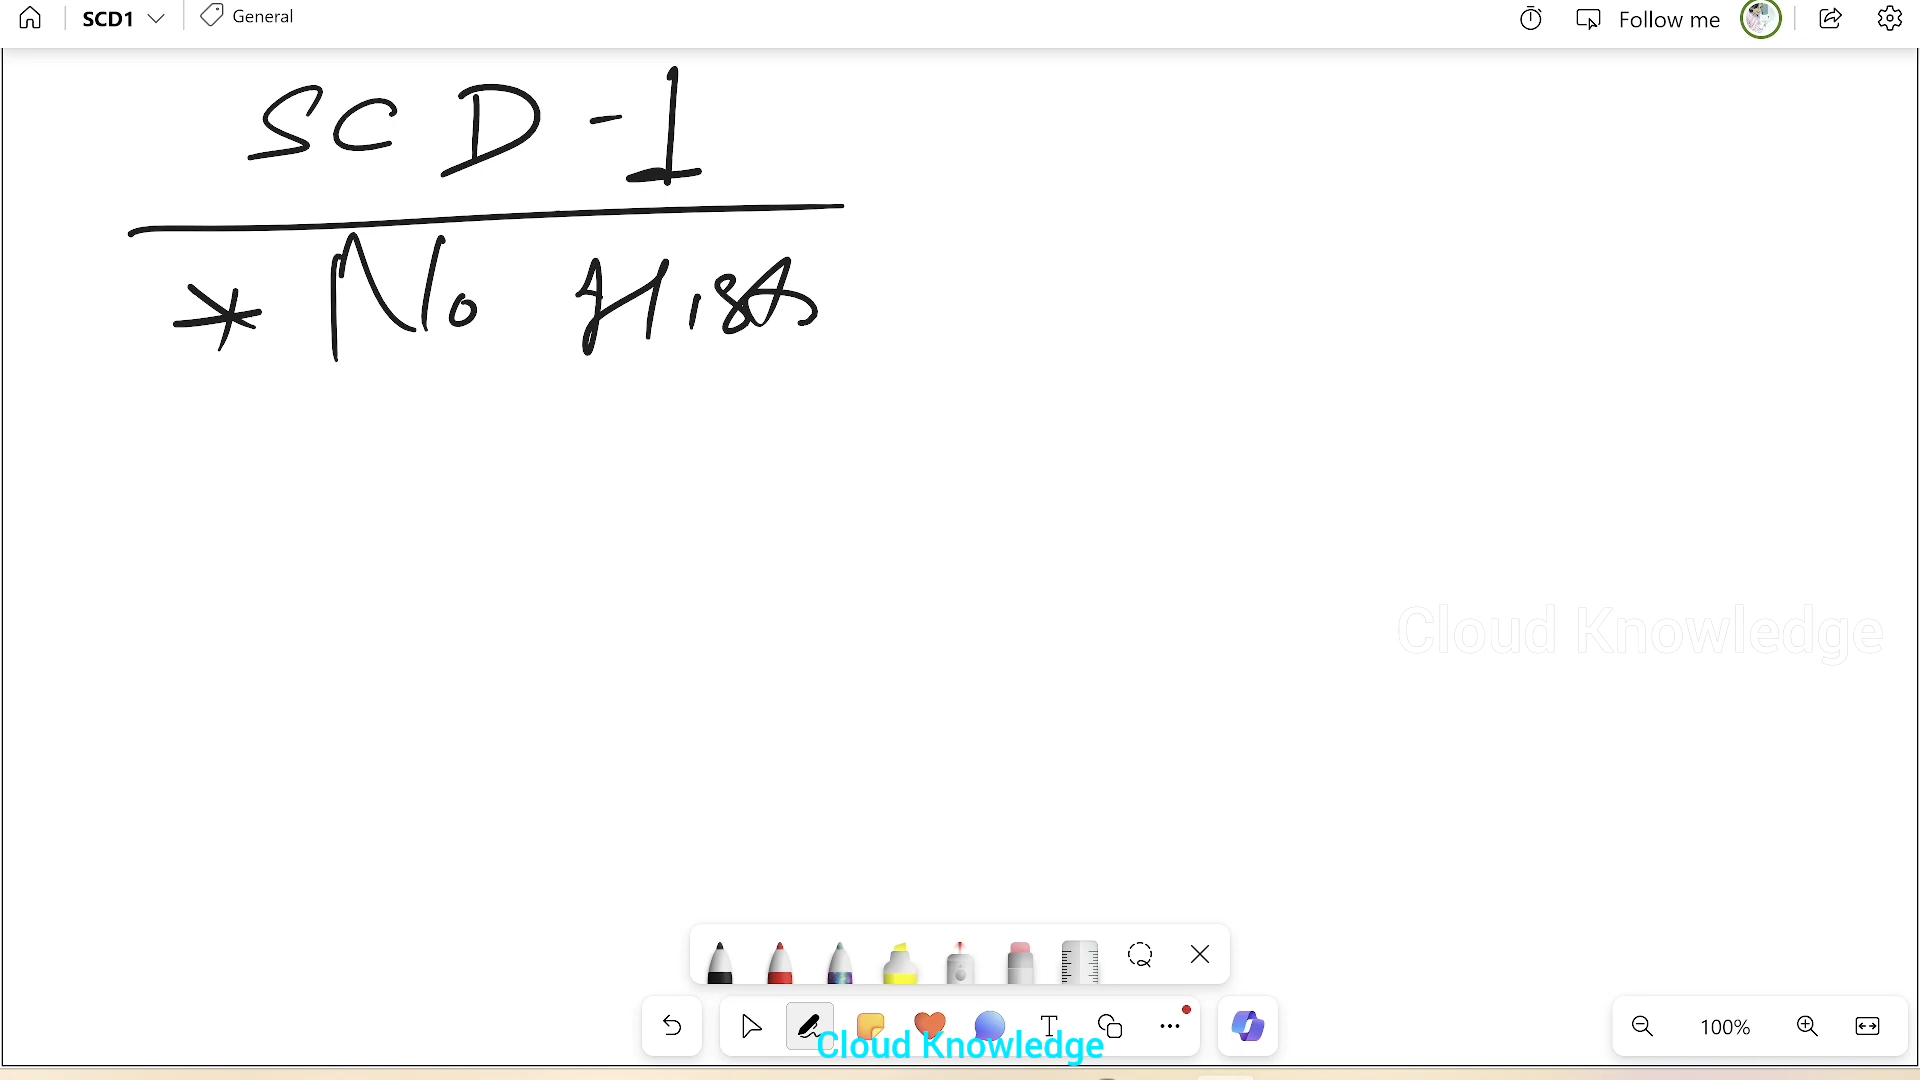 SCD1
General
Follow me
SCD-1
* No Hist
Cloud Knowledge
100%
Cloud Knowledge